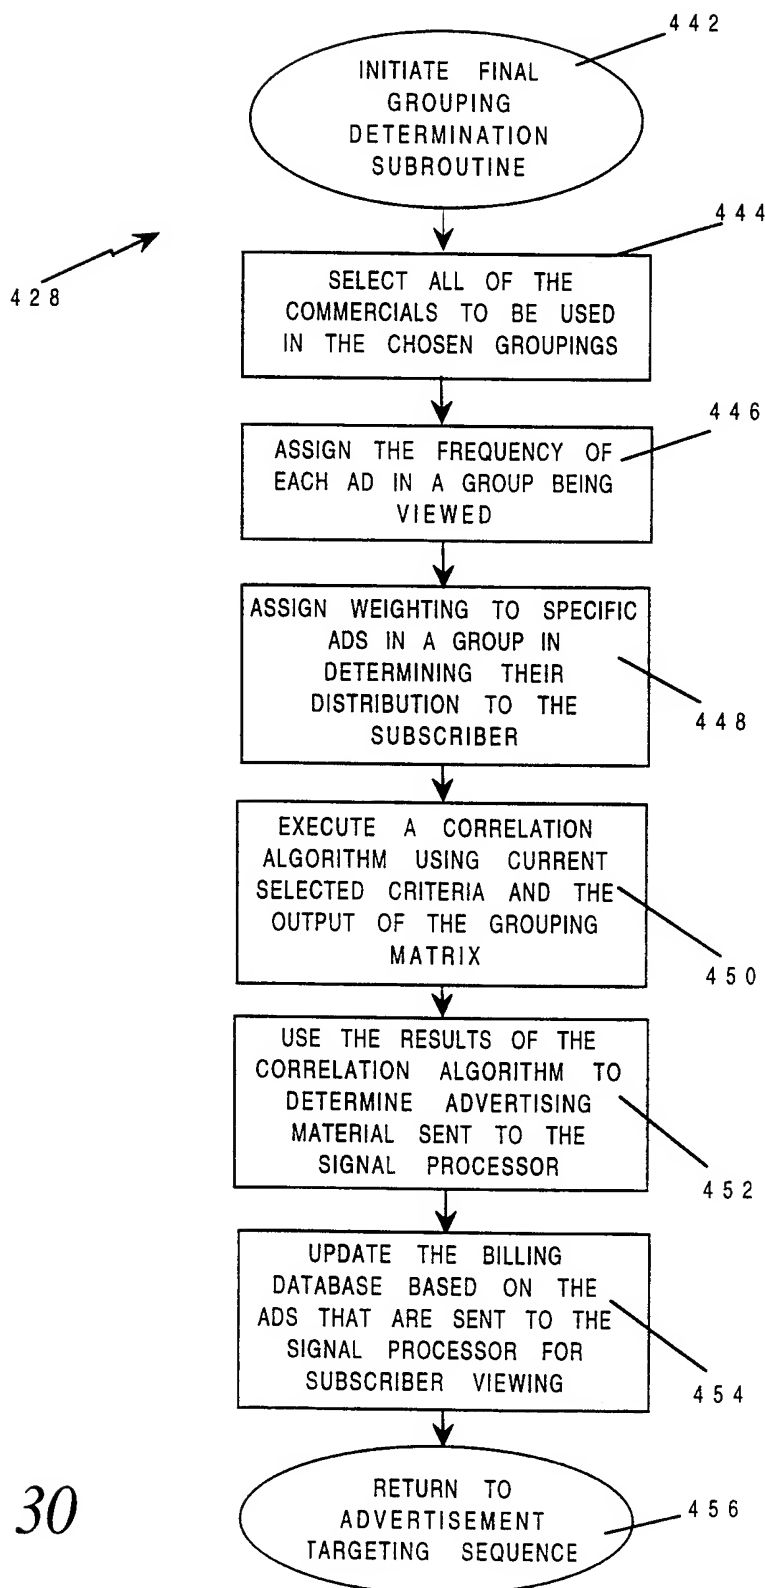 442
INITIATE FINAL
GROUPING
DETERMINATION
SUBROUTINE
444
428
SELECT ALL OF THE
COMMERCIALS TO BE USED
IN THE CHOSEN GROUPINGS
446
ASSIGN THE FREQUENCY OF
EACH AD IN A GROUP BEING
VIEWED
ASSIGN WEIGHTING TO SPECIFIC
ADS IN A GROUP IN
DETERMINING THEIR
DISTRIBUTION TO THE
SUBSCRIBER
448
EXECUTE A CORRELATION
ALGORITHM USING CURRENT
SELECTED CRITERIA AND THE
OUTPUT OF THE GROUPING
MATRIX
450
USE THE RESULTS OF THE
CORRELATION ALGORITHM TO
DETERMINE ADVERTISING
MATERIAL SENT TO THE
SIGNAL PROCESSOR
452
UPDATE THE BILLING
DATABASE BASED ON THE
ADS THAT ARE SENT TO THE
SIGNAL PROCESSOR FOR
SUBSCRIBER VIEWING
454
RETURN TO
ADVERTISEMENT
TARGETING SEQUENCE
456
30